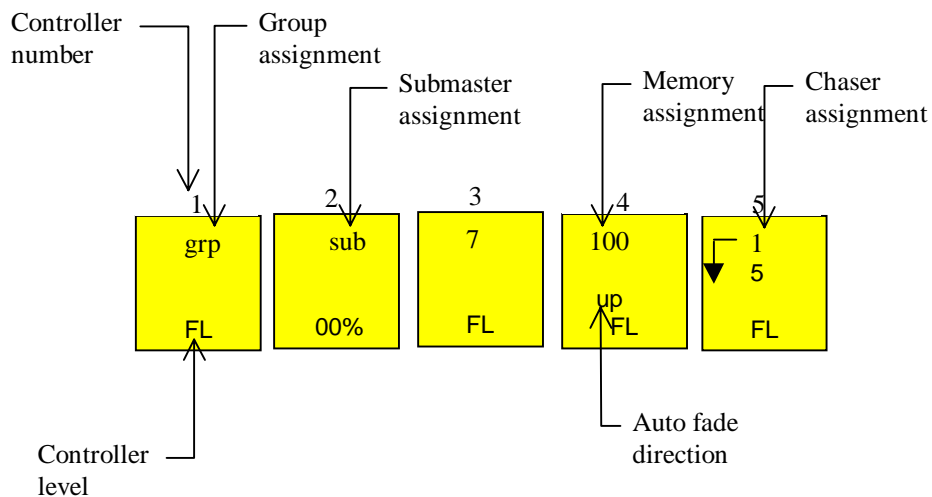 Controller
number
Group
assignment
Submaster
assignment
Memory
assignment
Chaser
assignment
1
2
3
4
5
grp
sub
7
100
1
5
up
FL
00%
FL
FL
FL
Auto fade
direction
Controller
level